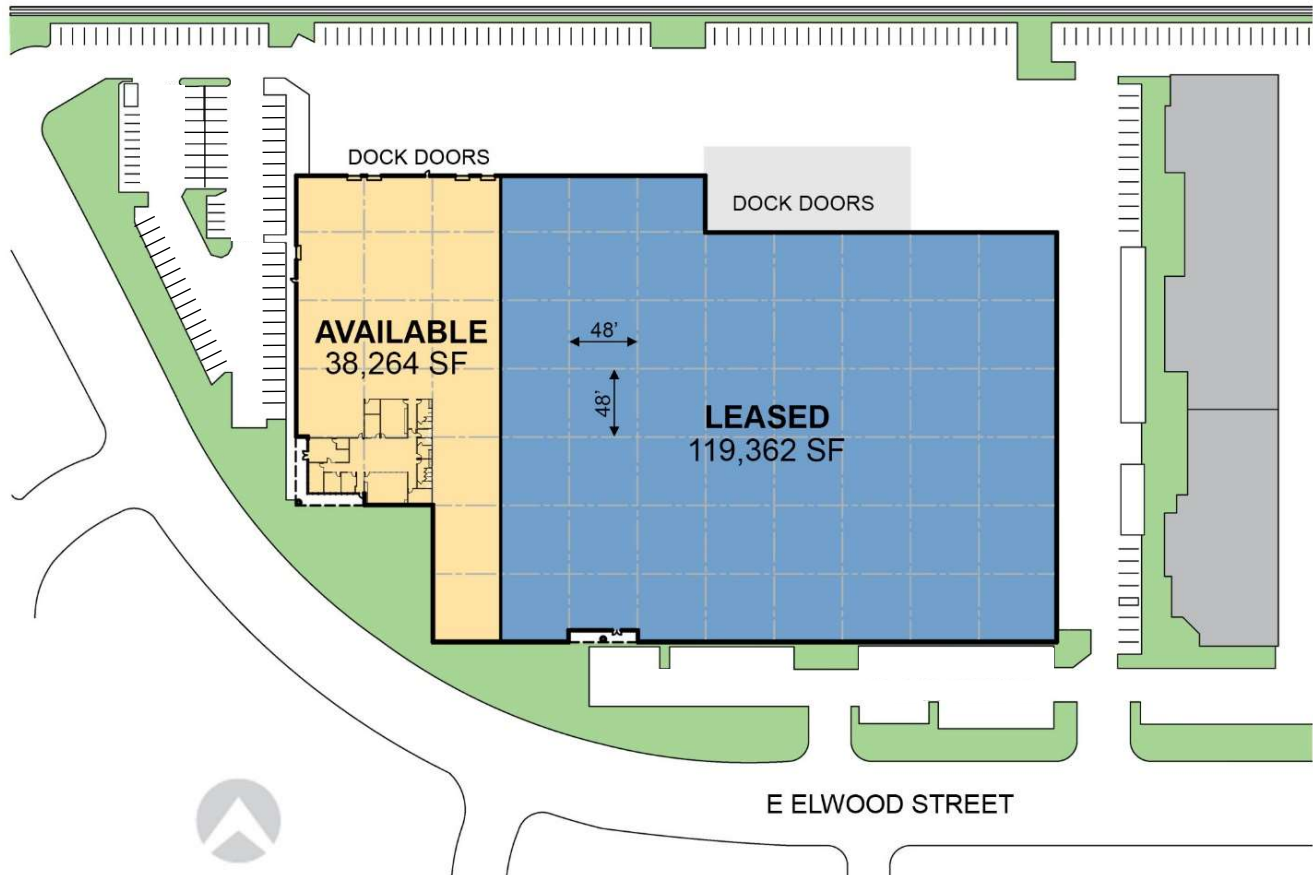 DOCK DOORS
DOCK DOORS
AVAILABLE
38,264 SF
48’
48’
LEASED
119,362 SF
E ELWOOD STREET